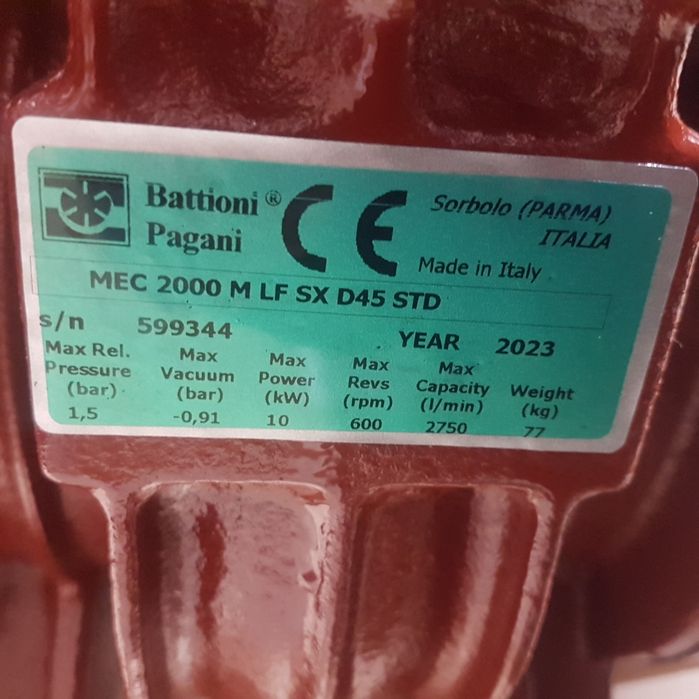 Battioni ®
Pagani
CE
Sorbolo (PARMA)
ITALIA
Made in Italy
MEC 2000 M LF SX D45 STD
s/n 599344 YEAR 2023
Max Rel. Pressure (bar) Max Vacuum (bar) Max Power (kW) Max Revs (rpm) Max Capacity (l/min) Weight (kg)
1,5 -0,91 10 600 2750 77